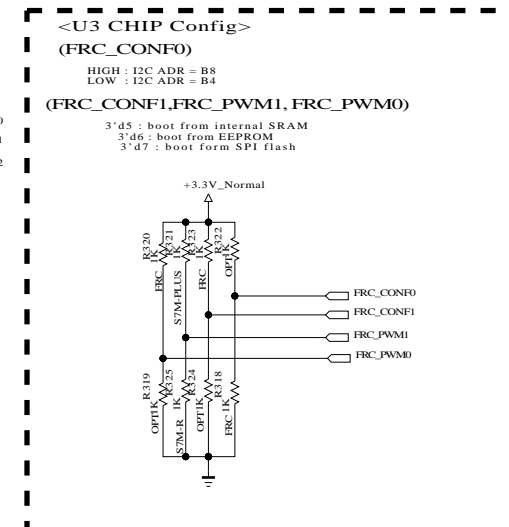 <U3 CHIP Config>
(FRC_CONF0)
HIGH : I2C ADR = B8
LOW : I2C ADR = B4
(FRC_CONF1,FRC_PWM1, FRC_PWM0)
3'd5 : boot from internal SRAM
3'd6 : boot from EEPROM
3'd7 : boot form SPI flash
0
1
2
+3.3V_Normal
R320
1K
FRC
R321
1K
S7M-PLUS
R323
1K
FRC
R322
1K
OPT
FRC_CONF0
FRC_CONF1
FRC_PWM1
FRC_PWM0
R319
1K
OPT
R325
1K
S7M-R
R324
1K
OPT
R318
1K
FRC